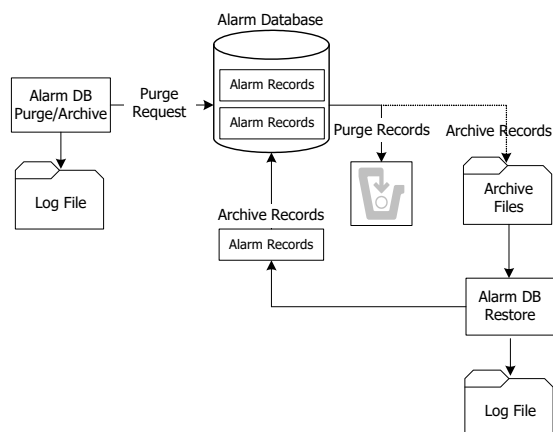 Alarm Database
Alarm Records
Alarm Records
Alarm DB
Purge/Archive
Purge
Request
Log File
Purge Records
Archive Records
Archive
Files
Archive Records
Alarm Records
Alarm DB
Restore
Log File